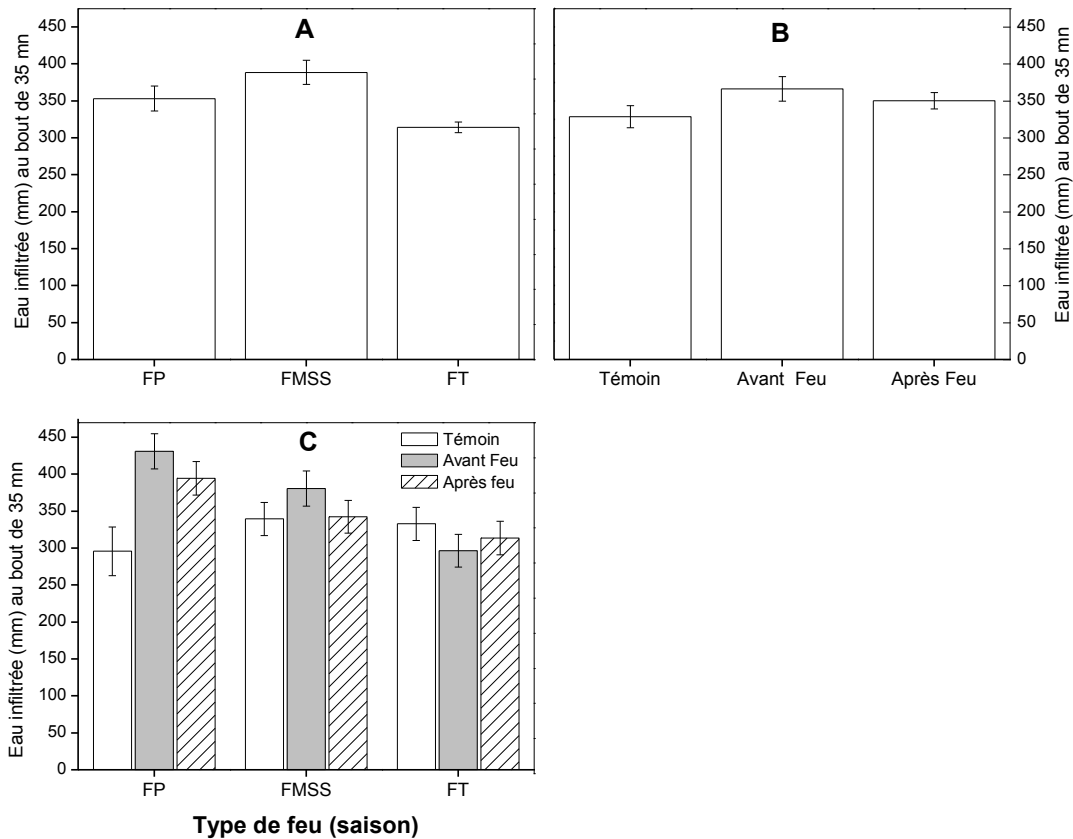 A
450
400
350
300
250
200
150
100
50
0
Eau infiltrée (mm) au bout de 35 mn
FP
FMSS
FT
B
450
400
350
300
250
200
150
100
50
0
Eau infiltrée (mm) au bout de 35 mn
Témoin
Avant Feu
Après Feu
C
Témoin
Avant Feu
Après feu
450
400
350
300
250
200
150
100
50
0
Eau infiltrée (mm) au bout de 35 mn
FP
FMSS
FT
Type de feu (saison)